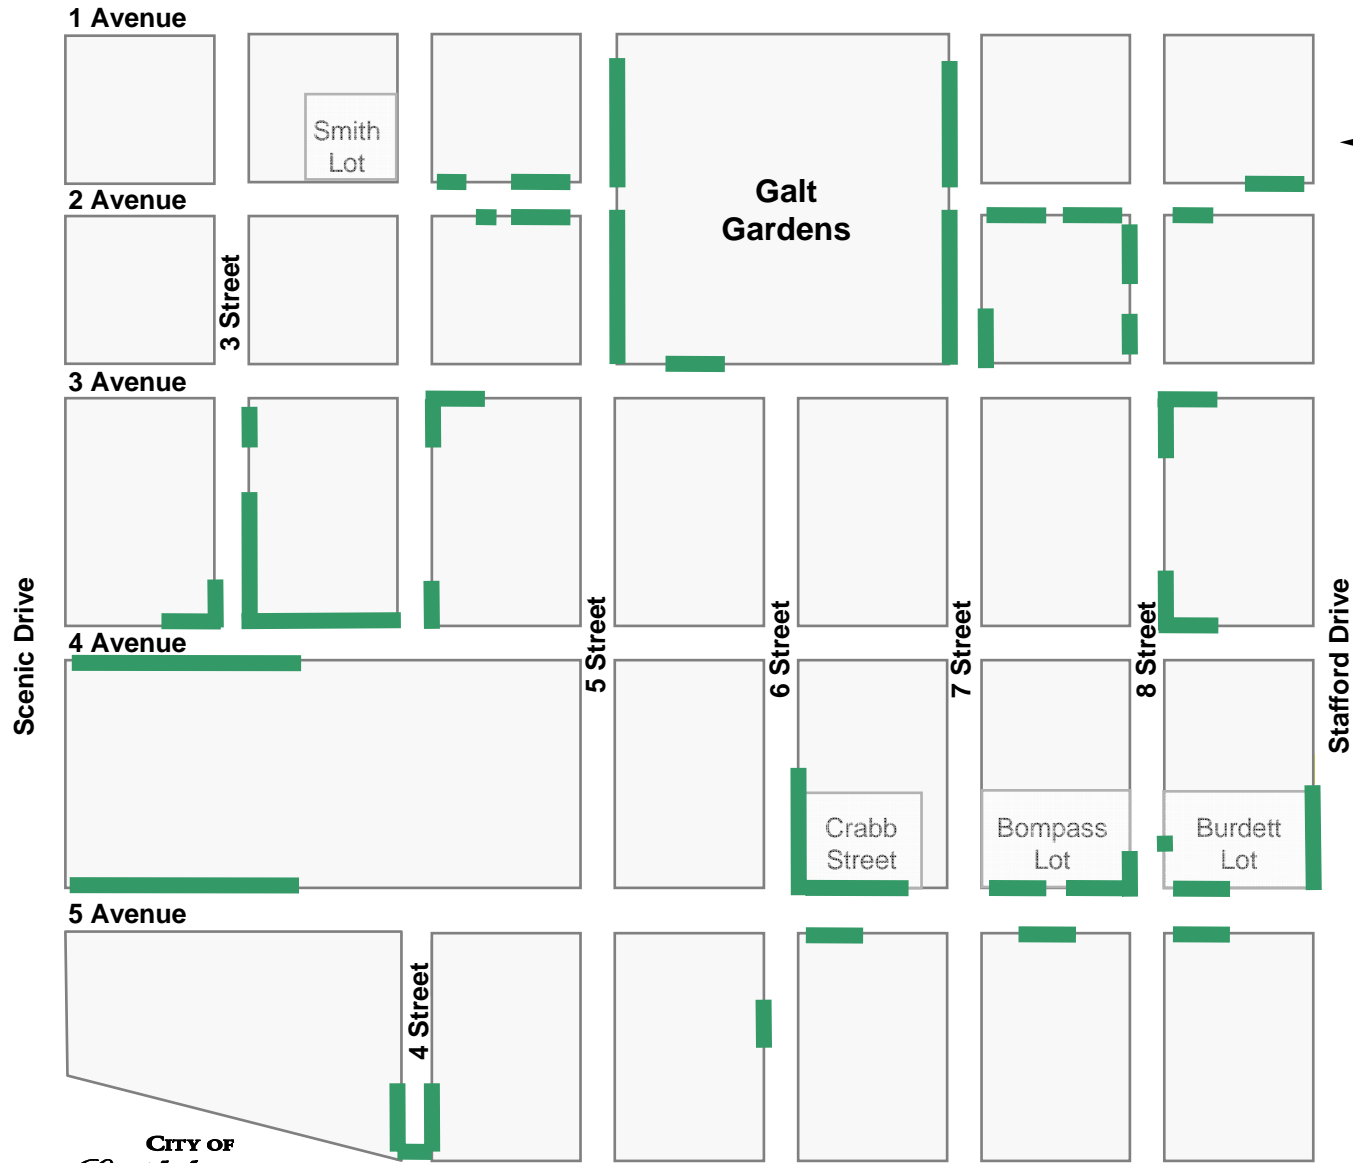 1 Avenue
Smith
Lot
Galt
Gardens
2 Avenue
3 Street
3 Avenue
Scenic Drive
4 Avenue
5 Street
6 Street
7 Street
8 Street
Stafford Drive
Crabb
Street
Bompass
Lot
Burdett
Lot
5 Avenue
4 Street
CITY OF